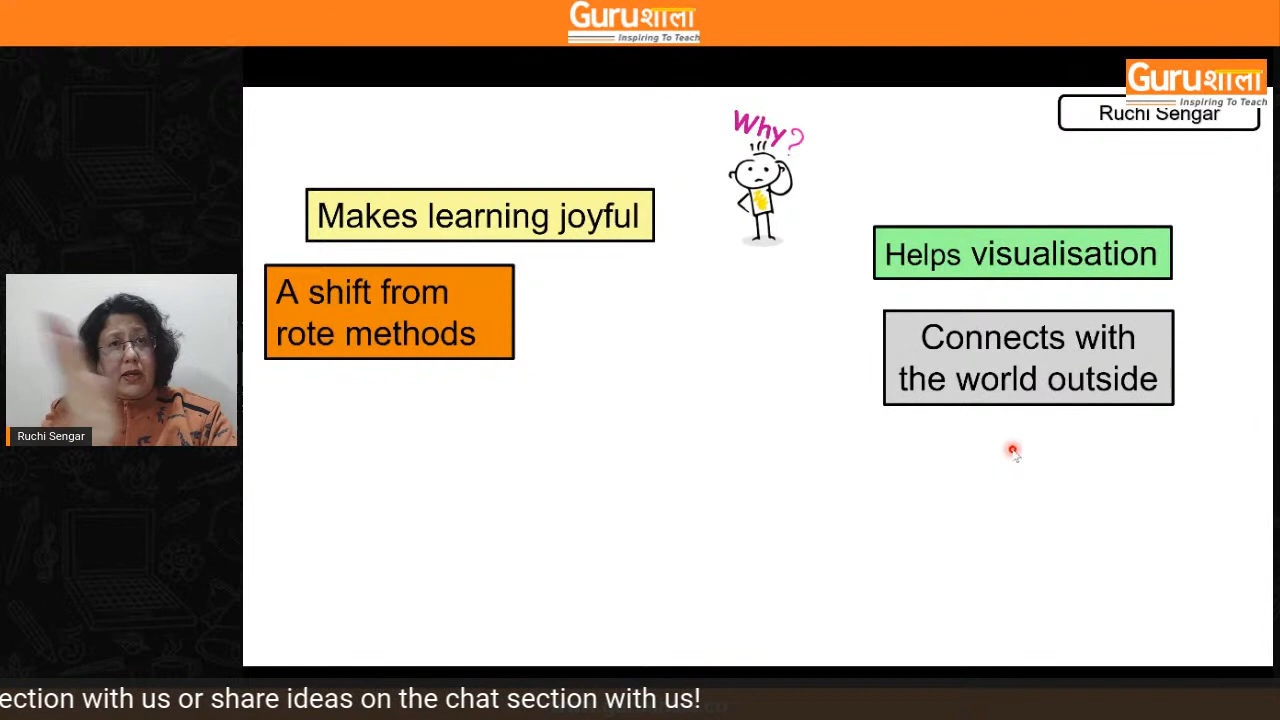 Guruशाला
Inspiring To Teach
Guruशाला
Inspiring To Teach
Ruchi Sengar
Why?
Makes learning joyful
Helps visualisation
A shift from
rote methods
Connects with
the world outside
Ruchi Sengar
ection with us or share ideas on the chat section with us!